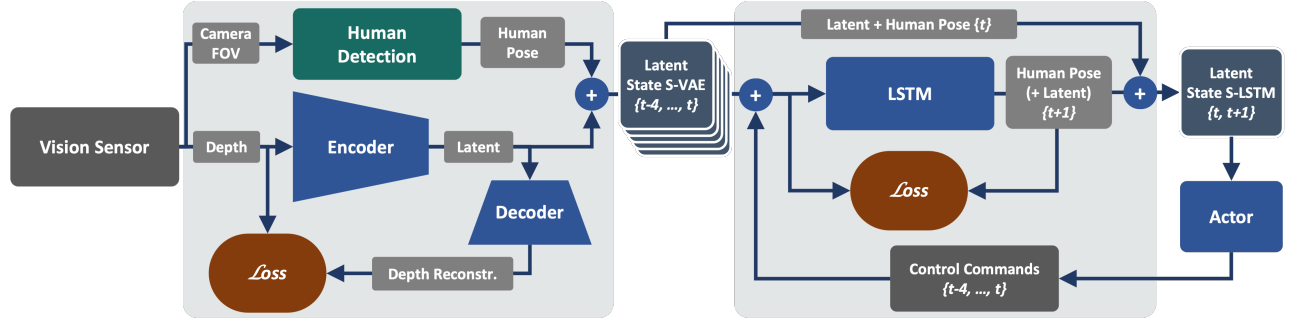 Vision Sensor
Camera
FOV
Human
Detection
Human
Pose
+
Depth
Encoder
Latent
Decoder
ℒoss
Depth Reconstr.
Latent
State S-VAE
{t-4, ..., t}
Latent + Human Pose {t}
+
LSTM
Human Pose
(+ Latent)
{t+1}
+
ℒoss
Control Commands
{t-4, ..., t}
Latent
State S-LSTM
{t, t+1}
Actor